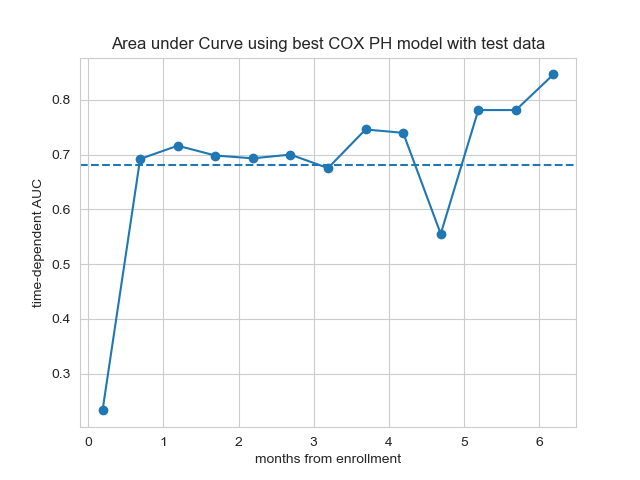 Area under Curve using best COX PH model with test data
time-dependent AUC
0.8
0.7
0.6
0.5
0.4
0.3
0 1 2 3 4 5 6
months from enrollment